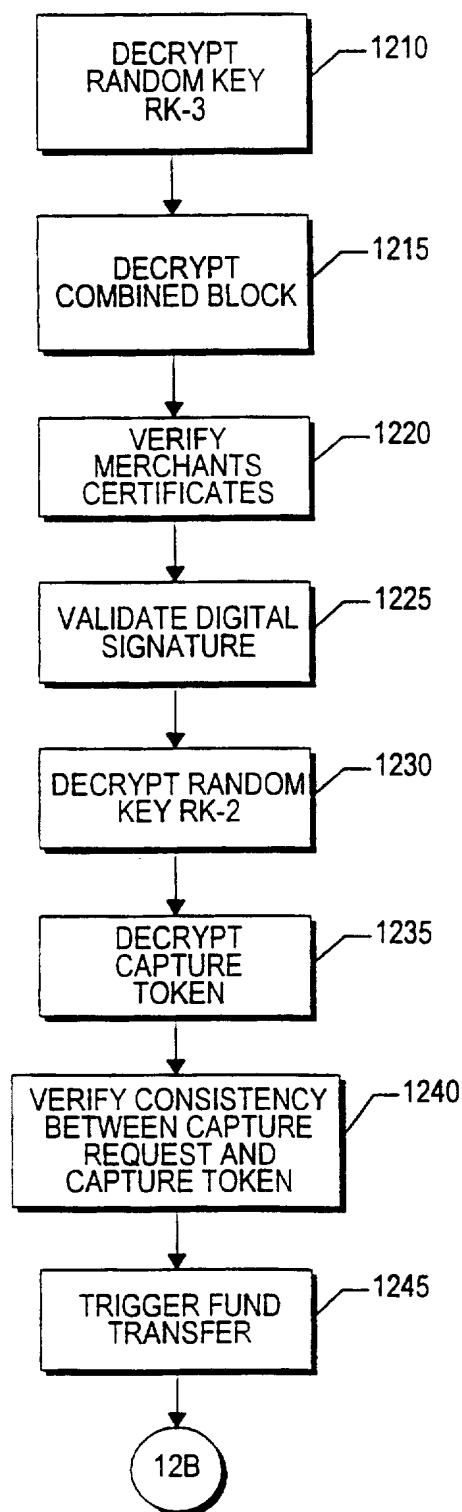 DECRYPT
RANDOM KEY
RK-3
1210
DECRYPT
COMBINED BLOCK
1215
VERIFY
MERCHANTS
CERTIFICATES
1220
VALIDATE DIGITAL
SIGNATURE
1225
DECRYPT RANDOM
KEY RK-2
1230
DECRYPT
CAPTURE
TOKEN
1235
VERIFY CONSISTENCY
BETWEEN CAPTURE
REQUEST AND
CAPTURE TOKEN
1240
TRIGGER FUND
TRANSFER
1245
12B